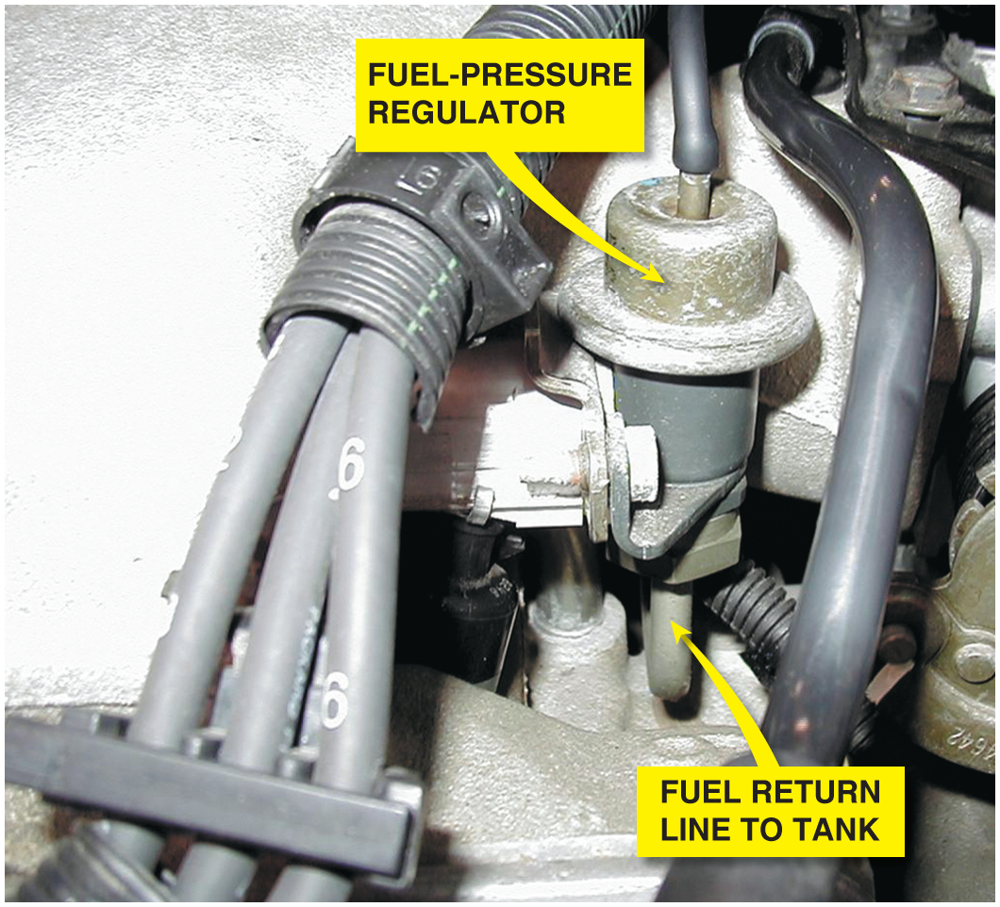 FUEL-PRESSURE
REGULATOR
6
6
FUEL RETURN
LINE TO TANK